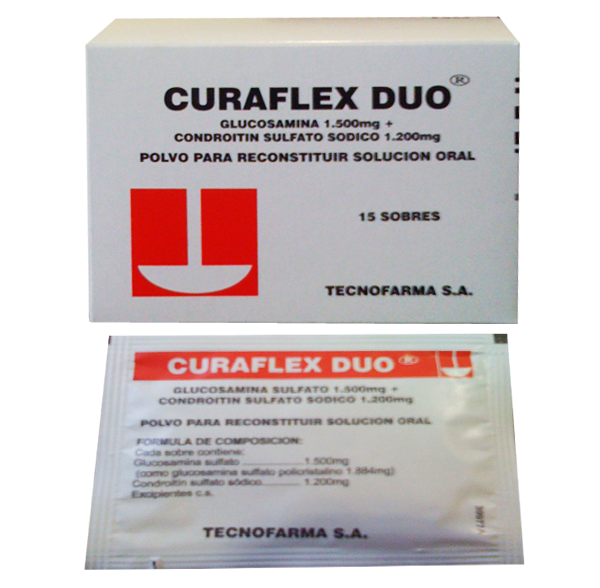 CURAFLEX DUO®
GLUCOSAMINA 1.500mg +
CONDROITIN SULFATO SODICO 1.200mg
POLVO PARA RECONSTITUIR SOLUCION ORAL
15 SOBRES
TECNOFARMA S.A.
CURAFLEX DUO®
GLUCOSAMINA SULFATO 1.500mg +
CONDROITIN SULFATO SODICO 1.200mg
POLVO PARA RECONSTITUIR SOLUCION ORAL
FORMULA DE COMPOSICION:
Cada sobre contiene:
Glucosamina sulfato 1.500mg
(como glucosamina sulfato policristalino 1.884mg)
Condroitin sulfato sódico 1.200mg
Excipientes c.s.
TECNOFARMA S.A.